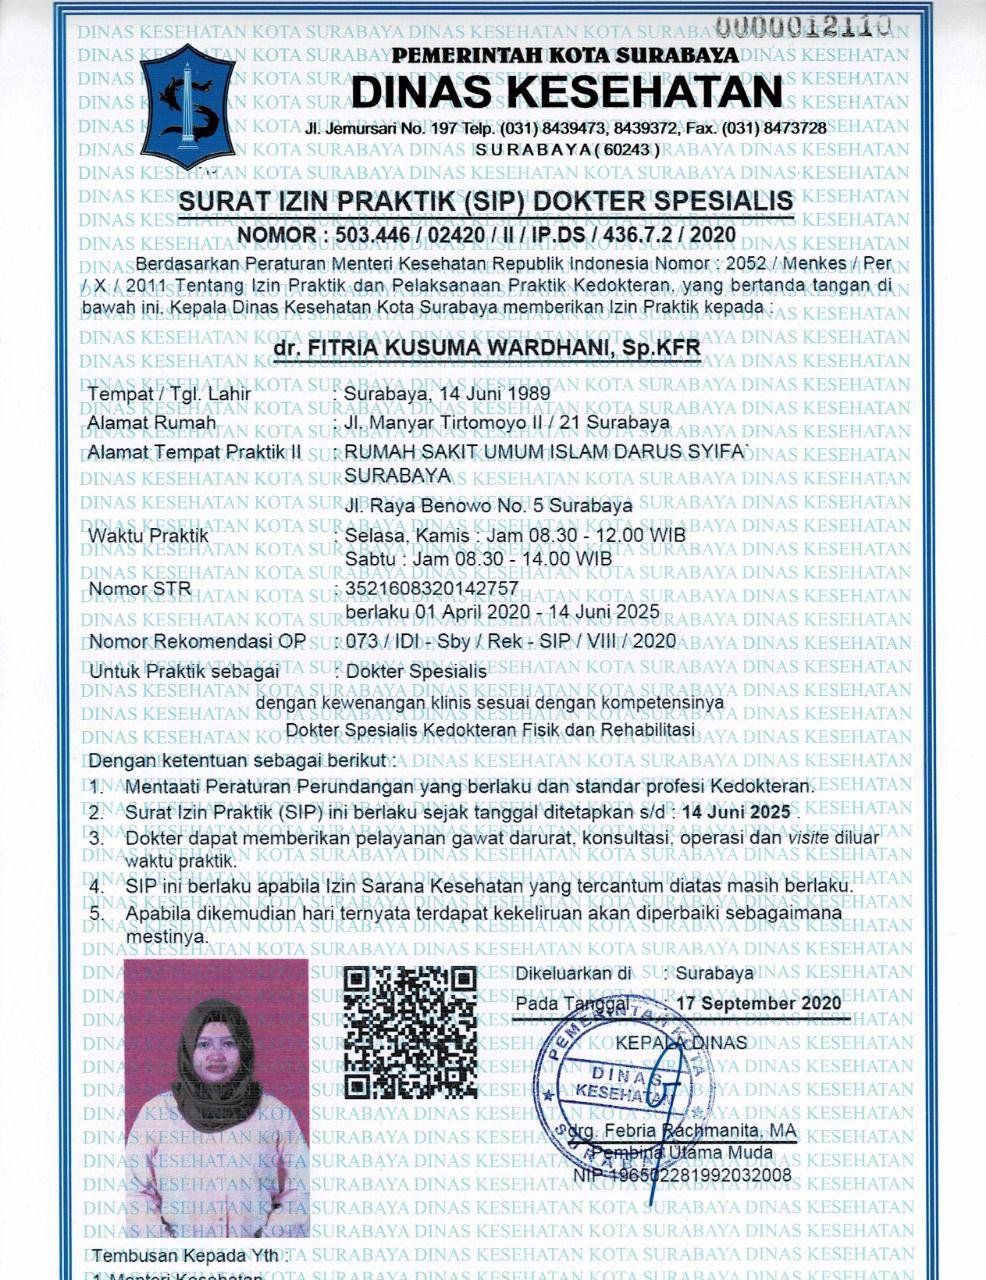 0000012110
PEMERINTAH KOTA SURABAYA
DINAS KESEHATAN
Jl. Jemursari No. 197 Telp. (031) 8439473, 8439372, Fax. (031) 8473728
SURABAYA (60243)
SURAT IZIN PRAKTIK (SIP) DOKTER SPESIALIS
NOMOR : 503.446 / 02420 / II / IP.DS / 436.7.2 / 2020
Berdasarkan Peraturan Menteri Kesehatan Republik Indonesia Nomor : 2052 / Menkes / Per
/ X / 2011 Tentang Izin Praktik dan Pelaksanaan Praktik Kedokteran, yang bertanda tangan di
bawah ini, Kepala Dinas Kesehatan Kota Surabaya memberikan Izin Praktik kepada :
dr. FITRIA KUSUMA WARDHANI, Sp.KFR
Tempat / Tgl. Lahir : Surabaya, 14 Juni 1989
Alamat Rumah : Jl. Manyar Tirtomoyo II / 21 Surabaya
Alamat Tempat Praktik II : RUMAH SAKIT UMUM ISLAM DARUS SYIFA`
SURABAYA
Jl. Raya Benowo No. 5 Surabaya
Waktu Praktik : Selasa, Kamis : Jam 08.30 - 12.00 WIB
Sabtu : Jam 08.30 - 14.00 WIB
Nomor STR : 3521608320142757
berlaku 01 April 2020 - 14 Juni 2025
Nomor Rekomendasi OP : 073 / IDI - Sby / Rek - SIP / VIII / 2020
Untuk Praktik sebagai : Dokter Spesialis
dengan kewenangan klinis sesuai dengan kompetensinya
Dokter Spesialis Kedokteran Fisik dan Rehabilitasi
Dengan ketentuan sebagai berikut :
1. Mentaati Peraturan Perundangan yang berlaku dan standar profesi Kedokteran.
2. Surat Izin Praktik (SIP) ini berlaku sejak tanggal ditetapkan s/d : 14 Juni 2025 .
3. Dokter dapat memberikan pelayanan gawat darurat, konsultasi, operasi dan visite diluar
waktu praktik.
4. SIP ini berlaku apabila Izin Sarana Kesehatan yang tercantum diatas masih berlaku.
5. Apabila dikemudian hari ternyata terdapat kekeliruan akan diperbaiki sebagaimana
mestinya.
Dikeluarkan di : Surabaya
Pada Tanggal : 17 September 2020
KEPALA DINAS
PEMERINTAH KOTA
DINAS
KESEHATAN
SURABAYA
drg. Febria Rachmanita, MA
Pembina Utama Muda
NIP 196502281992032008
Tembusan Kepada Yth :
1. Menteri Kesehatan